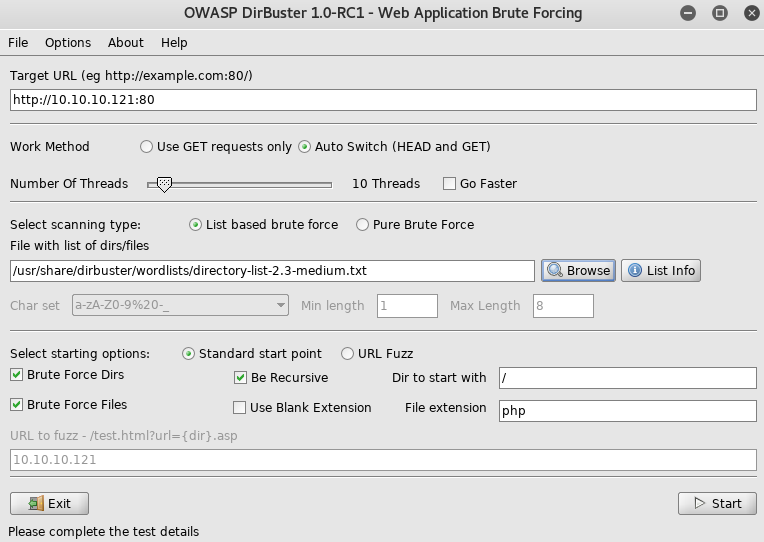 OWASP DirBuster 1.0-RC1 - Web Application Brute Forcing
File Options About Help
Target URL (eg http://example.com:80/)
http://10.10.10.121:80
Work Method Use GET requests only Auto Switch (HEAD and GET)
Number Of Threads 10 Threads Go Faster
Select scanning type: List based brute force Pure Brute Force
File with list of dirs/files
/usr/share/dirbuster/wordlists/directory-list-2.3-medium.txt Browse List Info
Char set a-zA-Z0-9%20-_ Min length 1 Max Length 8
Select starting options: Standard start point URL Fuzz
Brute Force Dirs Be Recursive Dir to start with /
Brute Force Files Use Blank Extension File extension php
URL to fuzz - /test.html?url={dir}.asp
10.10.10.121
Exit Start
Please complete the test details